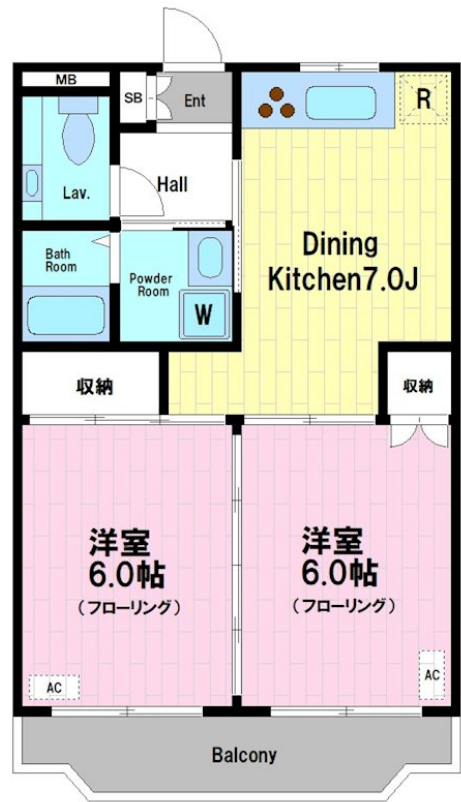 MB
SB
Ent
R
Lav.
Hall
Bath
Room
Powder
Room
W
Dining
Kitchen7.0J
収納
収納
洋室
6.0帖
(フローリング)
洋室
6.0帖
(フローリング)
AC
AC
Balcony